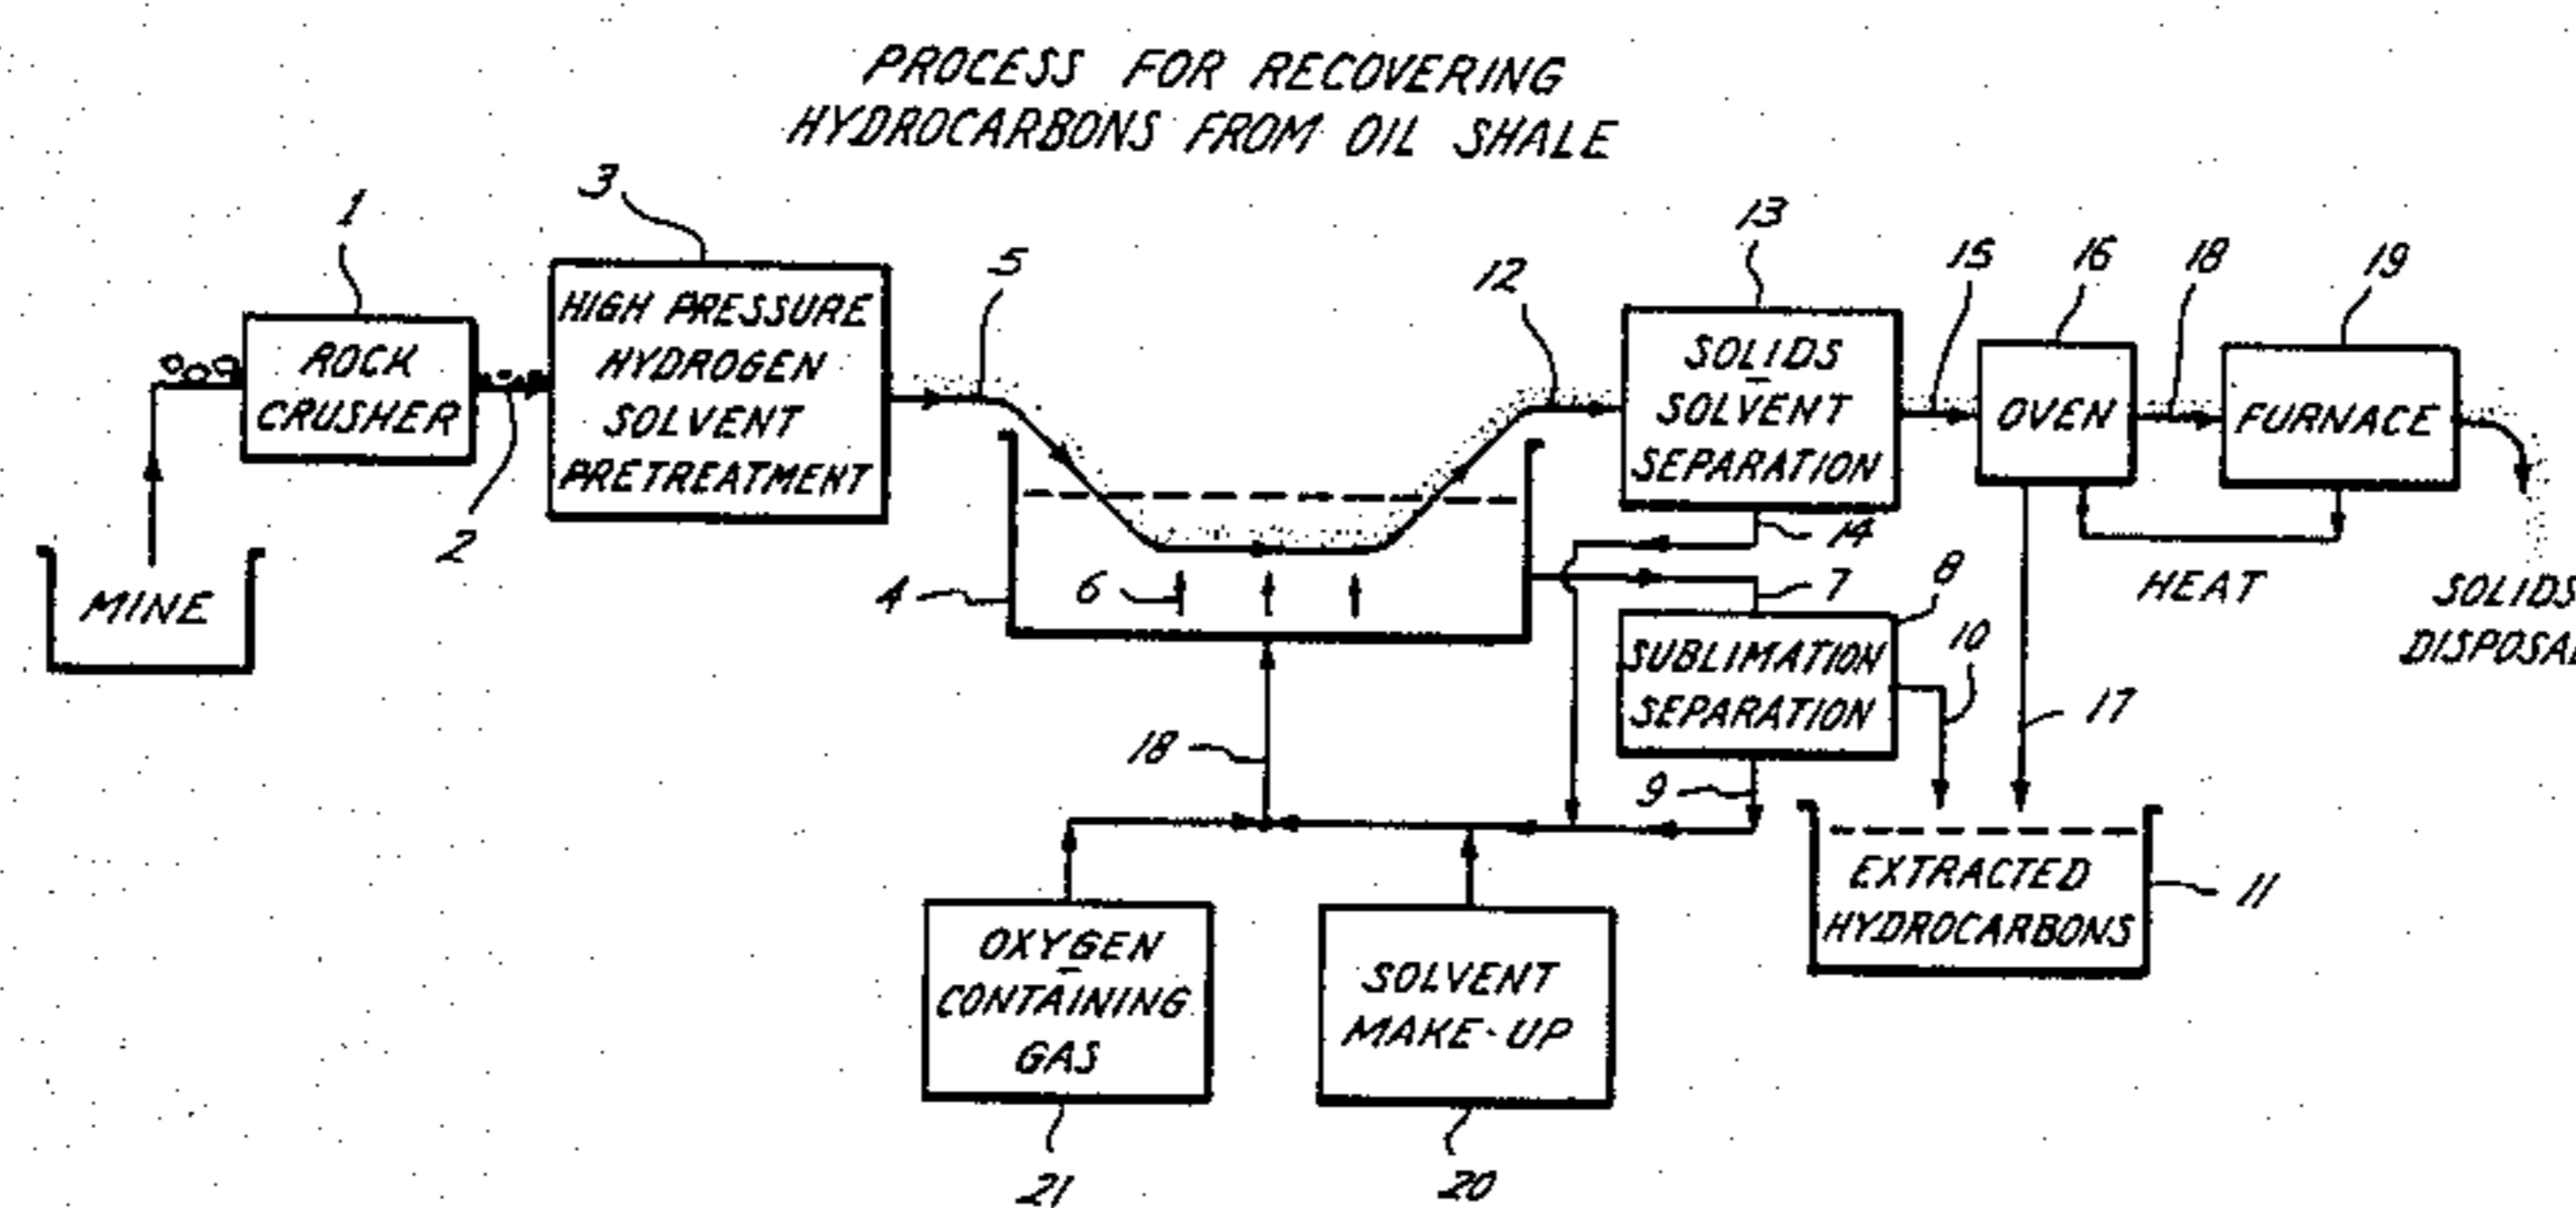 PROCESS FOR RECOVERING
HYDROCARBONS FROM OIL SHALE
1
3
5
12
13
15
16
18
19
ROCK
CRUSHER
2
HIGH PRESSURE
HYDROGEN
SOLVENT
PRETREATMENT
SOLIDS
-
SOLVENT
SEPARATION
OVEN
FURNACE
14
MINE
4
6
7
8
HEAT
SOLIDS
DISPOSAL
SUBLIMATION
SEPARATION
10
18
9
17
EXTRACTED
HYDROCARBONS
11
OXYGEN
-
CONTAINING
GAS
SOLVENT
MAKE-UP
21
20